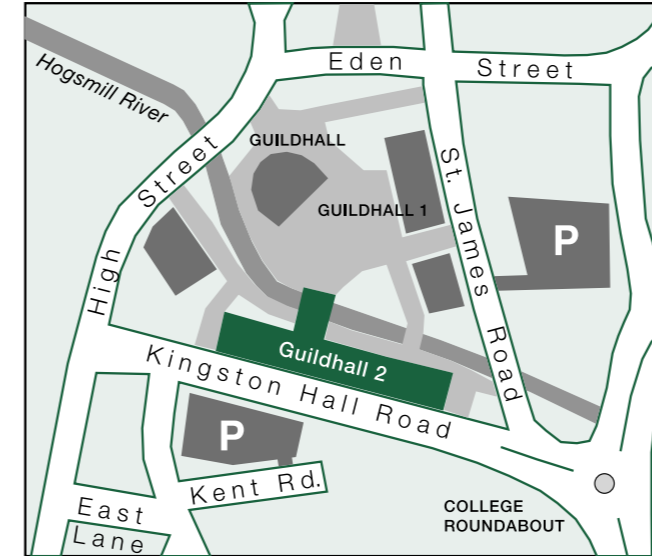 Eden Street
Hogsmill River
GUILDHALL
High Street
St. James Road
GUILDHALL 1
P
Guildhall 2
Kingston Hall Road
P
Kent Rd.
East
Lane
COLLEGE
ROUNDABOUT